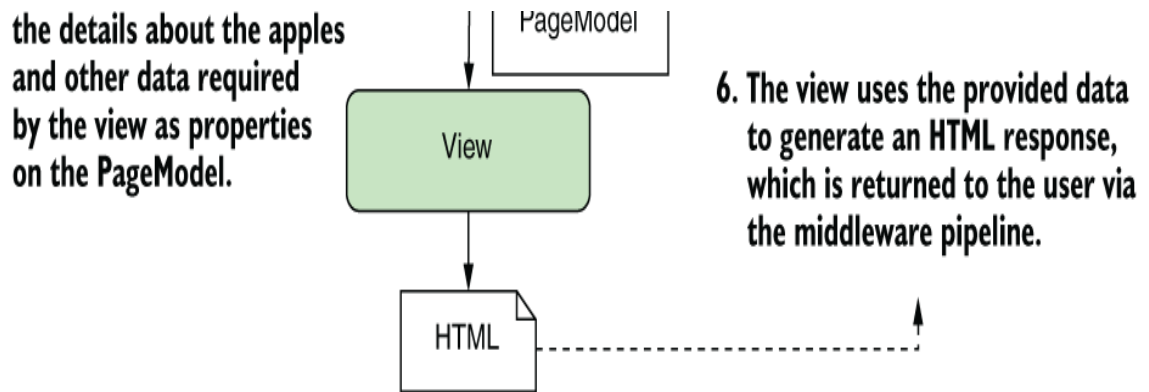 the details about the apples
and other data required
by the view as properties
on the PageModel.
PageModel
View
6. The view uses the provided data
to generate an HTML response,
which is returned to the user via
the middleware pipeline.
HTML